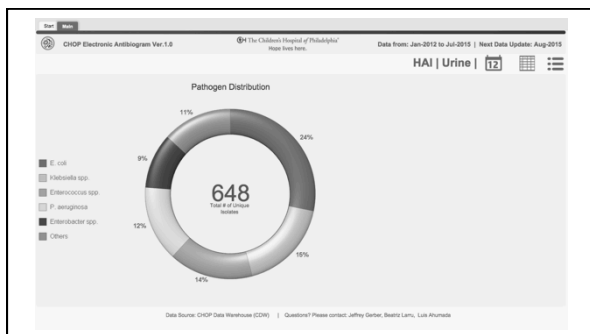 Start Main
CHOP Electronic Antibiogram Ver.1.0
The Children's Hospital of Philadelphia
Hope lives here.
Data from: Jan-2012 to Jul-2015 | Next Data Update: Aug-2015
HAI | Urine | 12
Pathogen Distribution
11%
24%
9%
12%
14%
15%
648
Total # of Unique
Isolates
E. coli
Klebsiella spp.
Enterococcus spp.
P. aeruginosa
Enterobacter spp.
Others
Data Source: CHOP Data Warehouse (CDW) | Questions? Please contact: Jeffrey Gerber, Beatriz Larru, Luis Ahumada